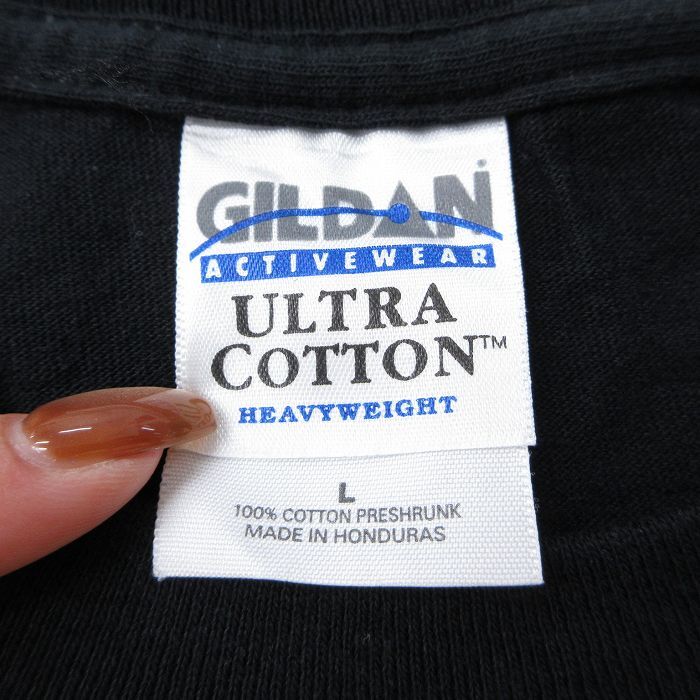 GILDAN
ACTIVEWEAR
ULTRA
COTTON™
HEAVYWEIGHT
L
100% COTTON PRESHRUNK
MADE IN HONDURAS